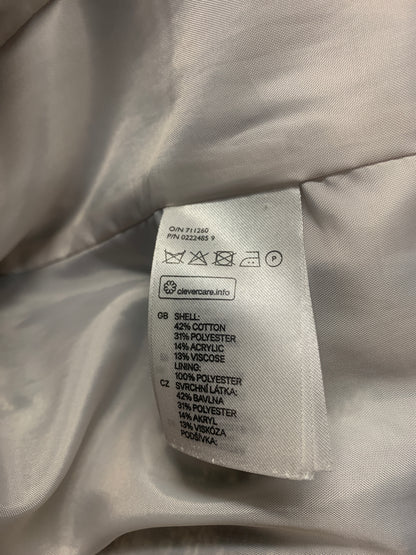 O/N 711260
P/N 0222485 9
P
clevercare.info
GB SHELL:
42% COTTON
31% POLYESTER
14% ACRYLIC
13% VISCOSE
LINING:
100% POLYESTER
CZ SVRCHNÍ LÁTKA:
42% BAVLNA
31% POLYESTER
14% AKRYL
13% VISKÓZA
PODŠÍVKA: